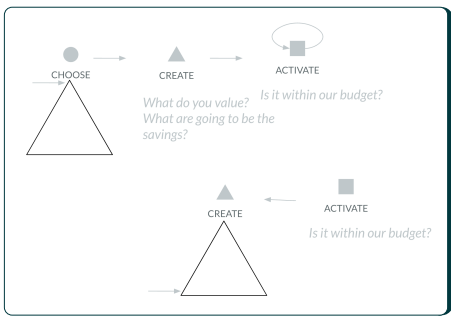 CHOOSE
CREATE
ACTIVATE
What do you value?
What are going to be the
savings?
Is it within our budget?
CREATE
ACTIVATE
Is it within our budget?